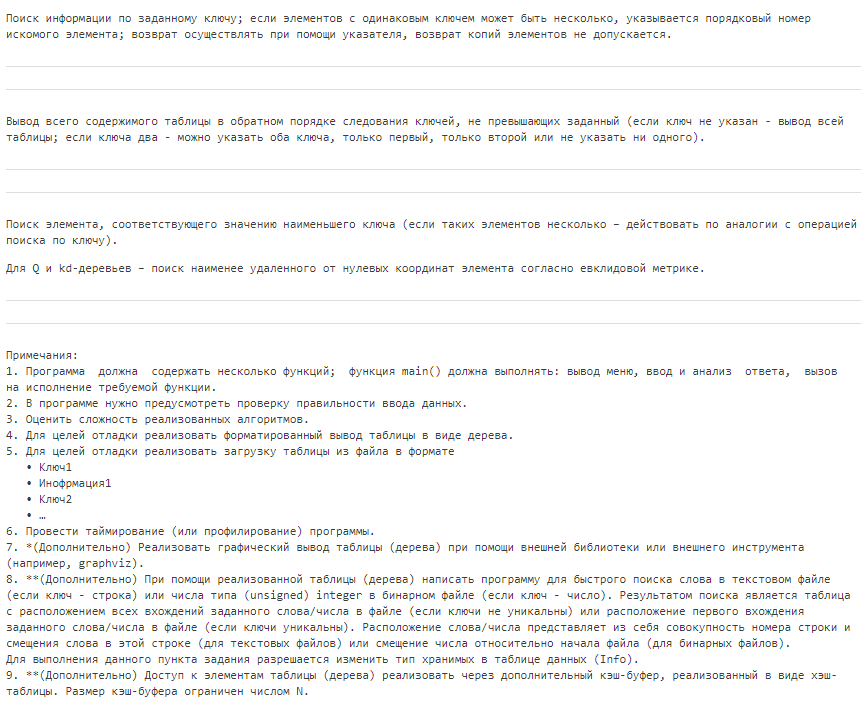 Поиск информации по заданному ключу; если элементов с одинаковым ключем может быть несколько, указывается порядковый номер
искомого элемента; возврат осуществлять при помощи указателя, возврат копий элементов не допускается.
Вывод всего содержимого таблицы в обратном порядке следования ключей, не превышающих заданный (если ключ не указан - вывод всей
таблицы; если ключа два - можно указать оба ключа, только первый, только второй или не указать ни одного).
Поиск элемента, соответствующего значению наименьшего ключа (если таких элементов несколько – действовать по аналогии с операцией
поиска по ключу).
Для Q и kd-деревьев – поиск наименее удаленного от нулевых координат элемента согласно евклидовой метрике.
Примечания:
1. Программа должна содержать несколько функций; функция main() должна выполнять: вывод меню, ввод и анализ ответа, вызов
на исполнение требуемой функции.
2. В программе нужно предусмотреть проверку правильности ввода данных.
3. Оценить сложность реализованных алгоритмов.
4. Для целей отладки реализовать форматированный вывод таблицы в виде дерева.
5. Для целей отладки реализовать загрузку таблицы из файла в формате
• Ключ1
• Инофрмация1
• Ключ2
• …
6. Провести таймирование (или профилирование) программы.
7. *(Дополнительно) Реализовать графический вывод таблицы (дерева) при помощи внешней библиотеки или внешнего инструмента
(например, graphviz).
8. **(Дополнительно) При помощи реализованной таблицы (дерева) написать программу для быстрого поиска слова в текстовом файле
(если ключ - строка) или числа типа (unsigned) integer в бинарном файле (если ключ - число). Результатом поиска является таблица
с расположением всех вхождений заданного слова/числа в файле (если ключи не уникальны) или расположение первого вхождения
заданного слова/числа в файле (если ключи уникальны). Расположение слова/числа представляет из себя совокупность номера строки и
смещения слова в этой строке (для текстовых файлов) или смещение числа относительно начала файла (для бинарных файлов).
Для выполнения данного пункта задания разрешается изменить тип хранимых в таблице данных (Info).
9. **(Дополнительно) Доступ к элементам таблицы (дерева) реализовать через дополнительный кэш-буфер, реализованный в виде хэш-
таблицы. Размер кэш-буфера ограничен числом N.